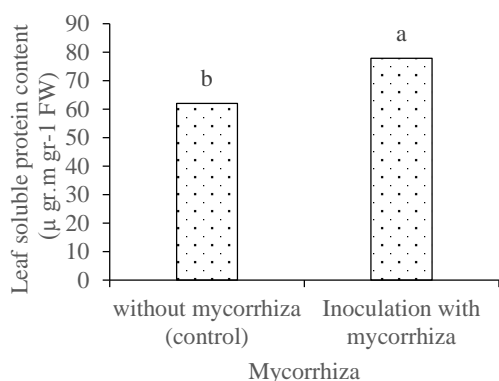 Leaf soluble protein content
(µ gr.m gr-1 FW)
90
80
70
60
50
40
30
20
10
0
b
a
without mycorrhiza
(control)
Inoculation with
mycorrhiza
Mycorrhiza